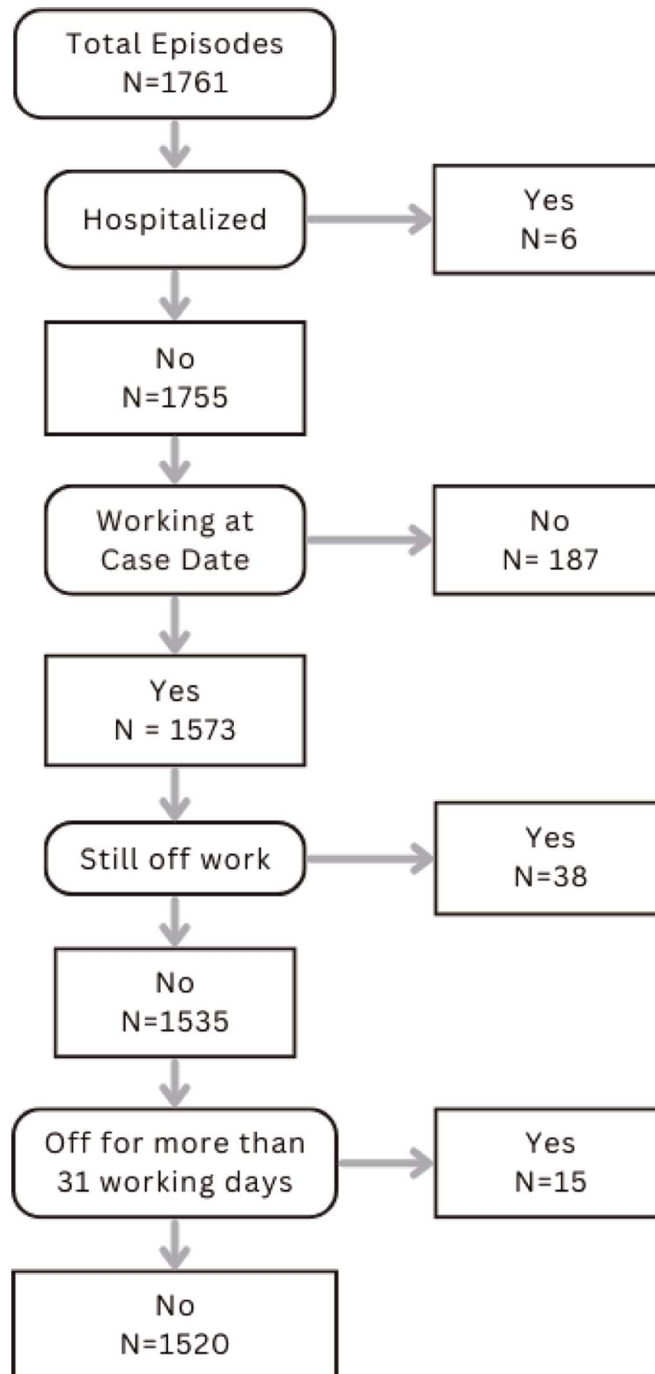 Total Episodes
N=1761
Hospitalized
Yes
N=6
No
N=1755
Working at
Case Date
No
N= 187
Yes
N = 1573
Still off work
Yes
N=38
No
N=1535
Off for more than
31 working days
Yes
N=15
No
N=1520